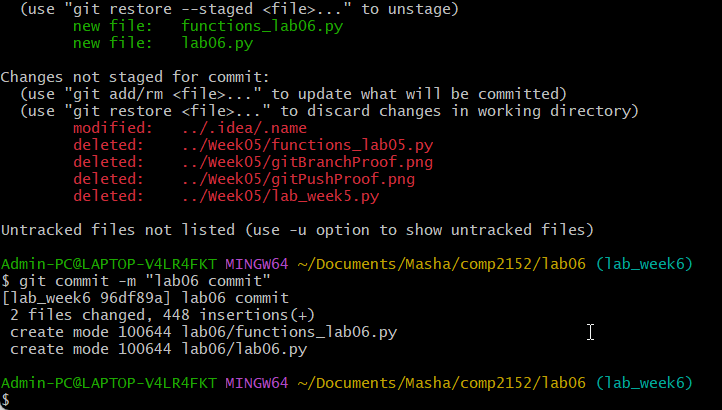 (use "git restore --staged <file>..." to unstage)
new file:   functions_lab06.py
new file:   lab06.py
Changes not staged for commit:
(use "git add/rm <file>..." to update what will be committed)
(use "git restore <file>..." to discard changes in working directory)
modified:   ../.idea/.name
deleted:    ../Week05/functions_lab05.py
deleted:    ../Week05/gitBranchProof.png
deleted:    ../Week05/gitPushProof.png
deleted:    ../Week05/lab_week5.py
Untracked files not listed (use -u option to show untracked files)
Admin-PC@LAPTOP-V4LR4FKT MINGW64 ~/Documents/Masha/comp2152/lab06 (lab_week6)
$ git commit -m "lab06 commit"
[lab_week6 96df89a] lab06 commit
2 files changed, 448 insertions(+)
create mode 100644 lab06/functions_lab06.py
create mode 100644 lab06/lab06.py
Admin-PC@LAPTOP-V4LR4FKT MINGW64 ~/Documents/Masha/comp2152/lab06 (lab_week6)
$